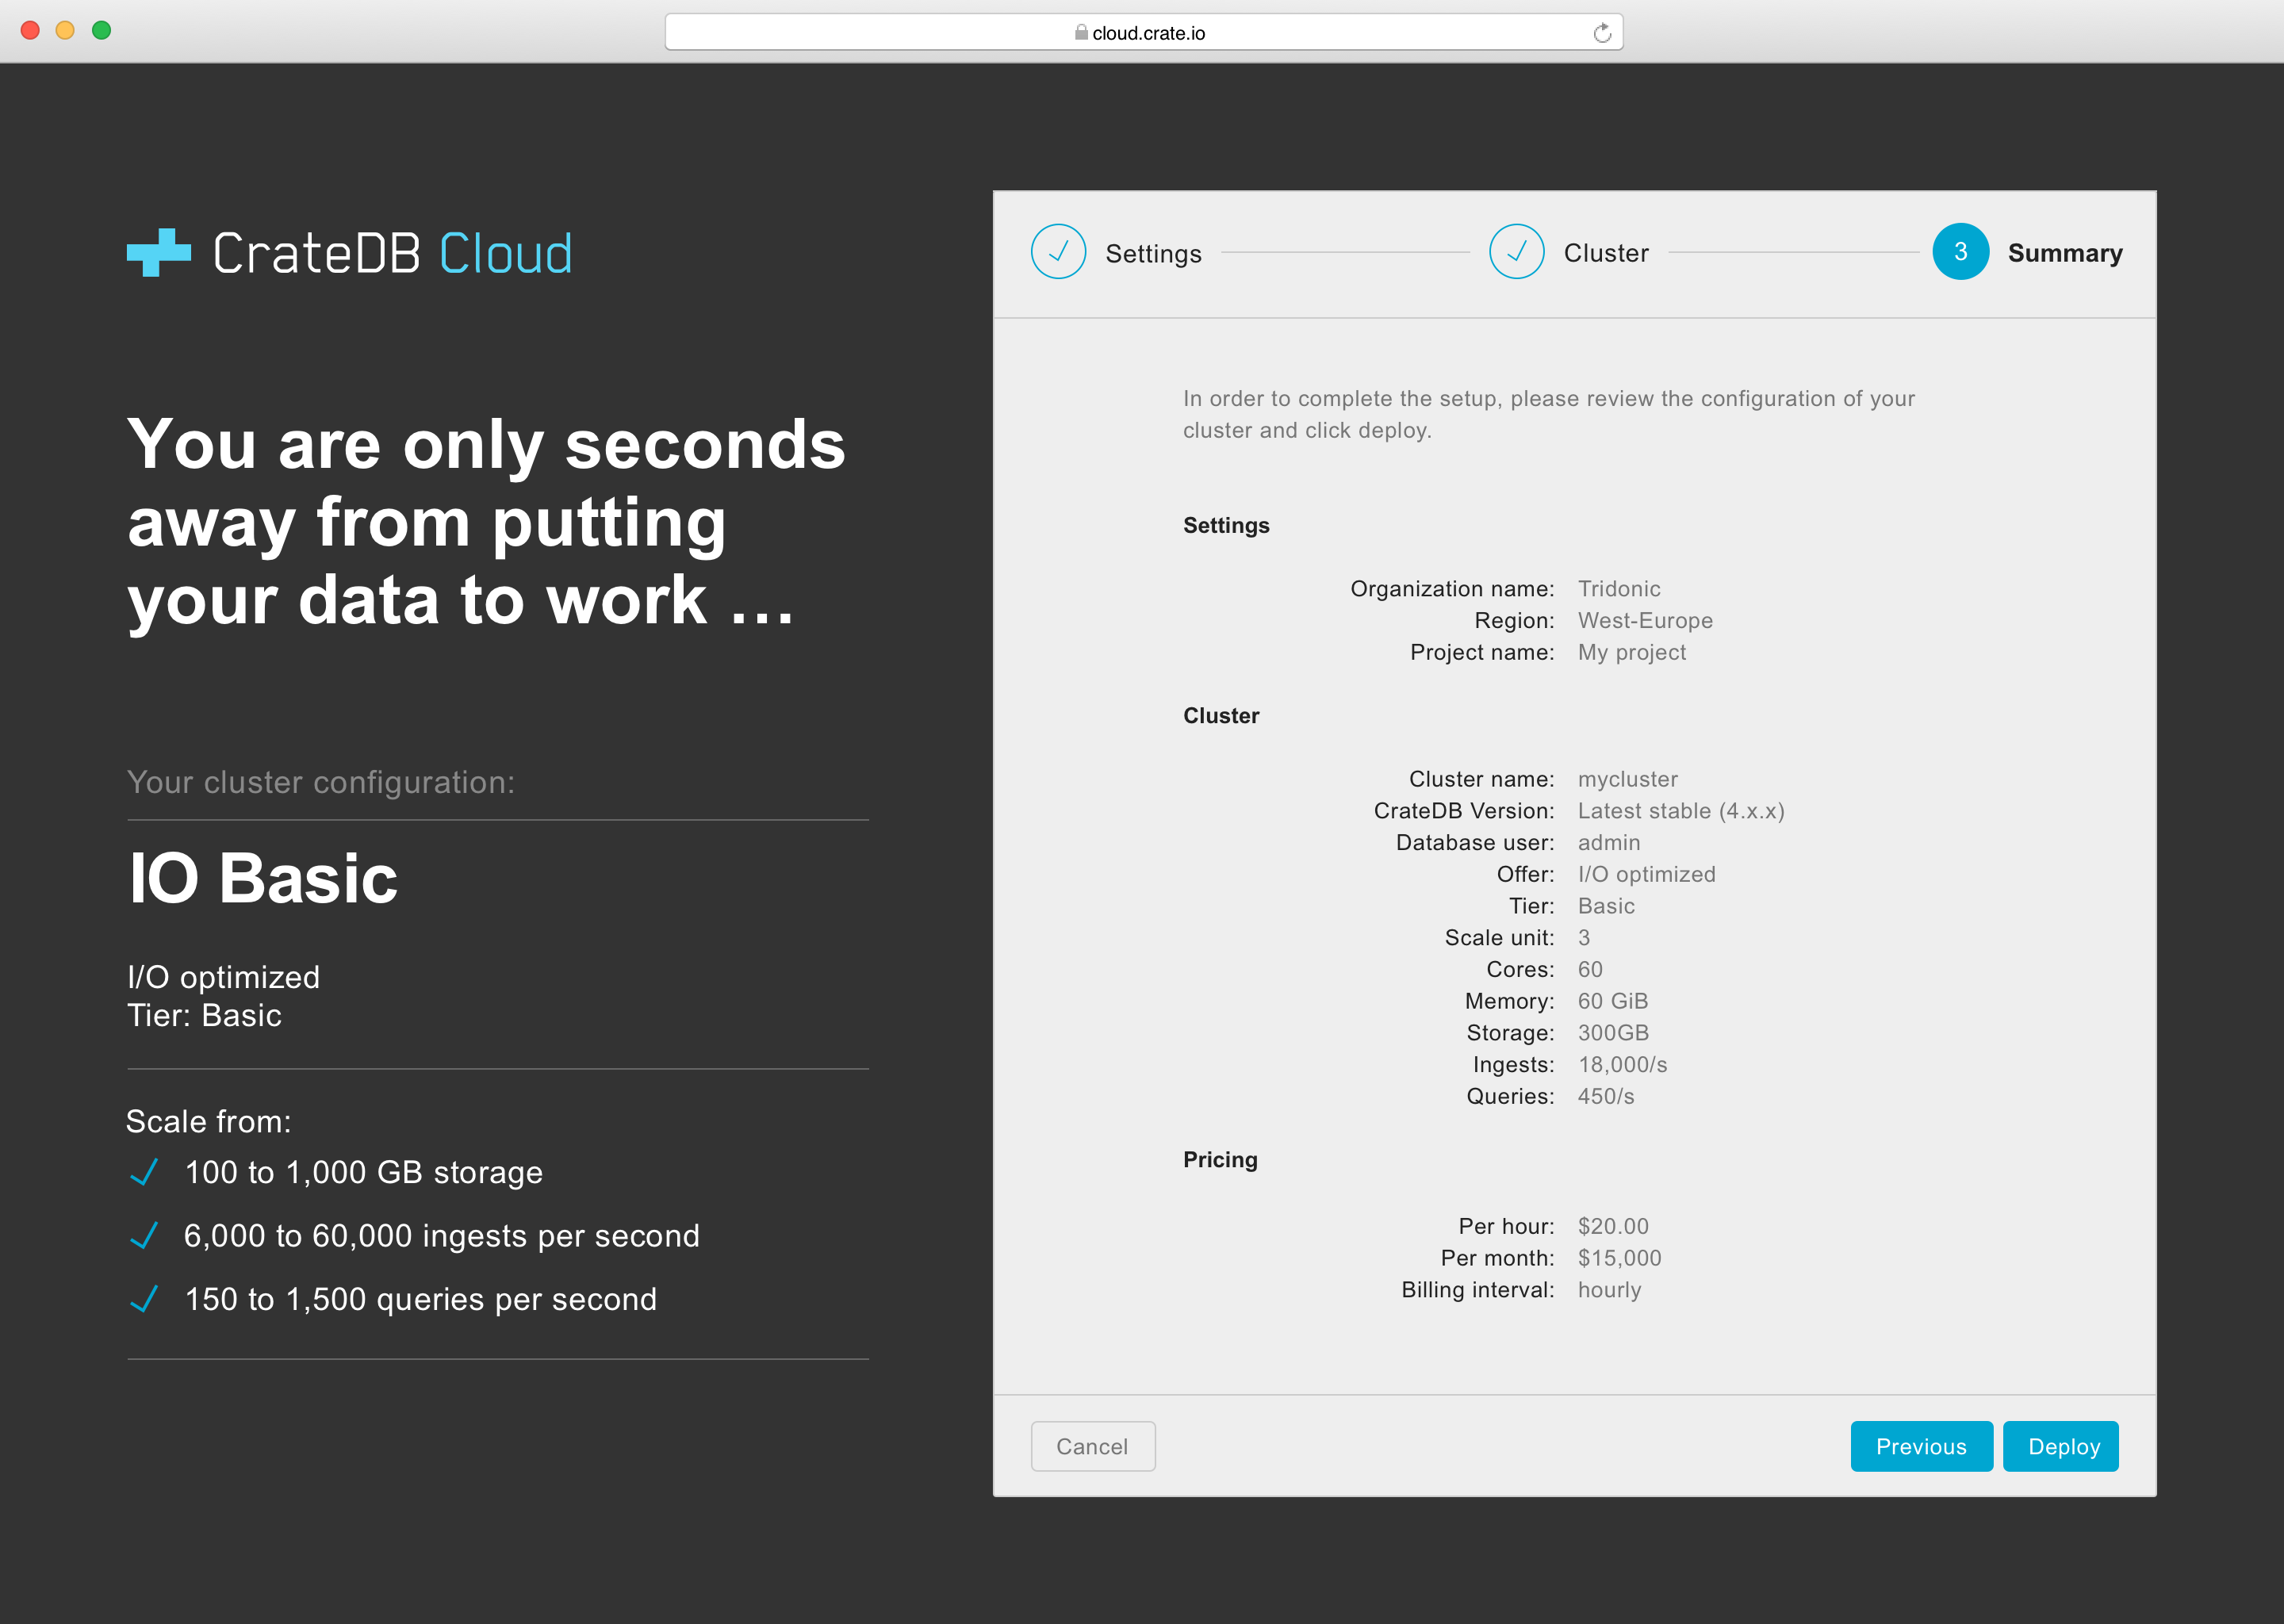 cloud.crate.io
CrateDB Cloud
You are only seconds
away from putting
your data to work ...
Your cluster configuration:
IO Basic
I/O optimized
Tier: Basic
Scale from:
100 to 1,000 GB storage
6,000 to 60,000 ingests per second
150 to 1,500 queries per second
Settings
Cluster
3 Summary
In order to complete the setup, please review the configuration of your
cluster and click deploy.
Settings
Organization name: Tridonic
Region: West-Europe
Project name: My project
Cluster
Cluster name: mycluster
CrateDB Version: Latest stable (4.x.x)
Database user: admin
Offer: I/O optimized
Tier: Basic
Scale unit: 3
Cores: 60
Memory: 60 GiB
Storage: 300GB
Ingests: 18,000/s
Queries: 450/s
Pricing
Per hour: $20.00
Per month: $15,000
Billing interval: hourly
Cancel
Previous
Deploy